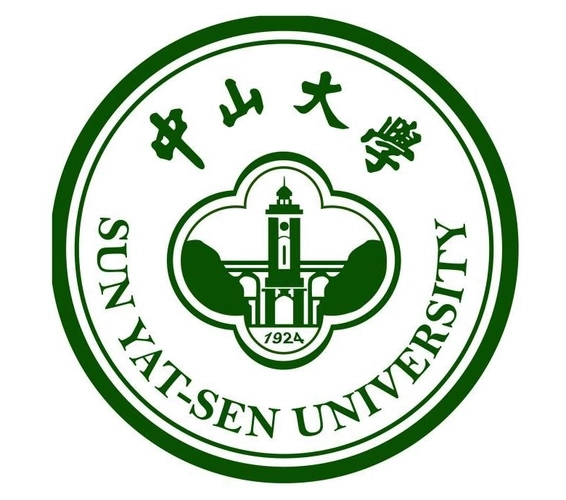 中山大學
1924
SUN YAT-SEN UNIVERSITY